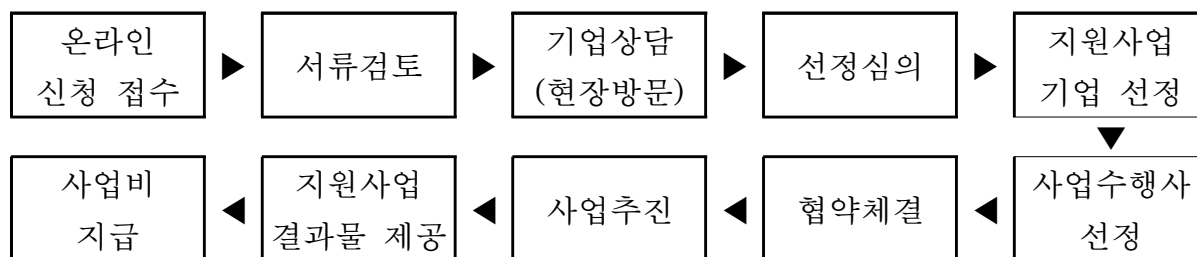 온라인
신청 접수
▶
서류검토
▶
기업상담
(현장방문)
▶
선정심의
▶
지원사업
기업 선정
▼
사업수행사
선정
◀
협약체결
◀
사업추진
◀
지원사업
결과물 제공
◀
사업비
지급